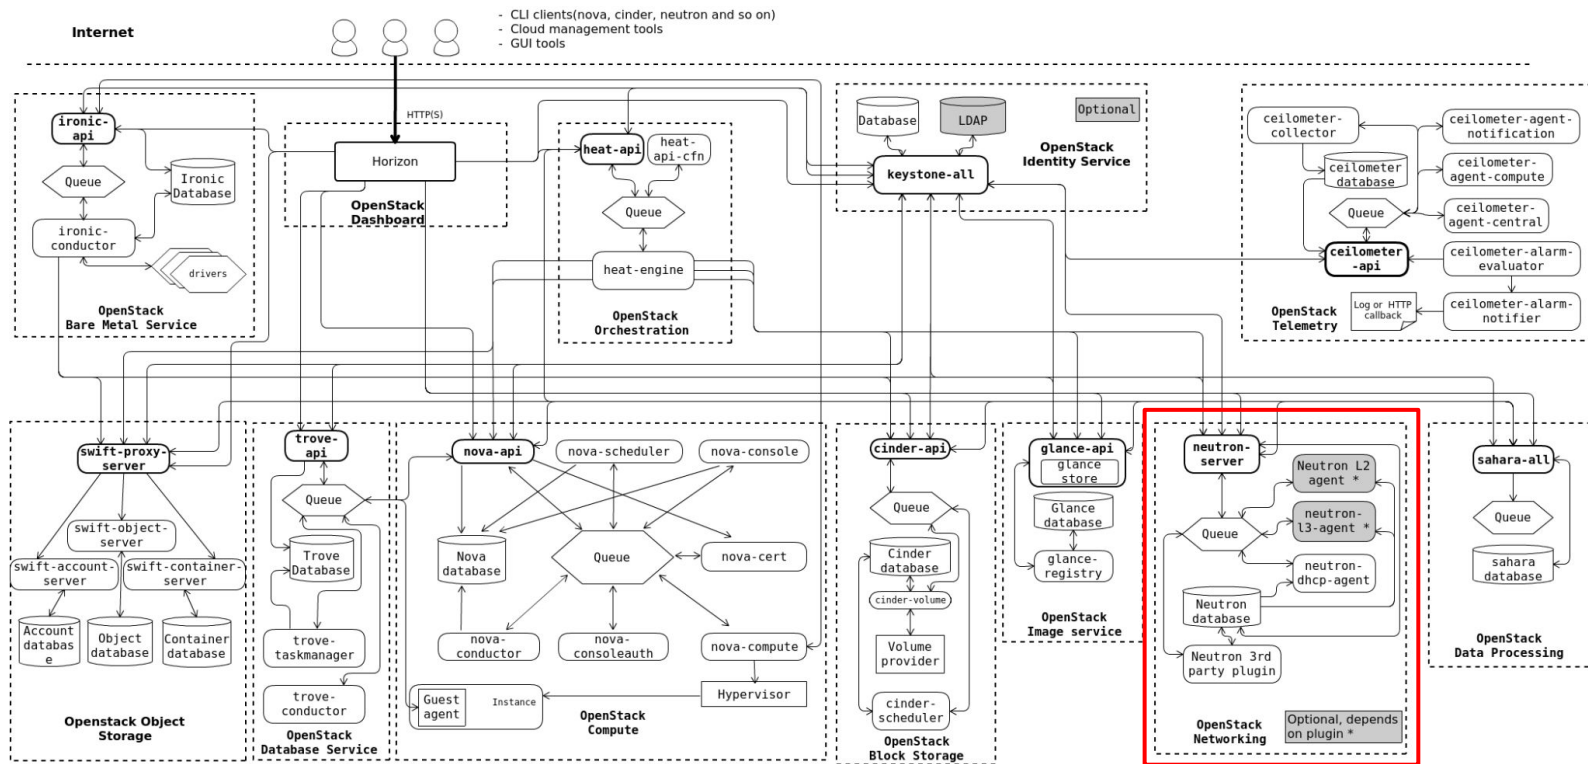 Internet
- CLI clients(nova, cinder, neutron and so on)
- Cloud management tools
- GUI tools
HTTP(S)
ironic-
api
Queue
Ironic
Database
ironic-
conductor
drivers
OpenStack
Bare Metal Service
Horizon
OpenStack
Dashboard
heat-api
heat-
api-cfn
Queue
heat-engine
OpenStack
Orchestration
Database
LDAP
Optional
OpenStack
Identity Service
keystone-all
ceilometer-
collector
ceilometer-agent-
notification
ceilometer
database
ceilometer-
agent-compute
Queue
ceilometer-
agent-central
ceilometer
-api
ceilometer-alarm-
evaluator
Log or HTTP
callback
ceilometer-alarm-
notifier
OpenStack
Telemetry
swift-proxy-
server
swift-object-
server
swift-account-
server
swift-container-
server
Account
databas
e
Object
database
Container
database
Openstack Object
Storage
trove-
api
Queue
Trove
Database
trove-
taskmanager
trove-
conductor
OpenStack
Database Service
nova-api
nova-scheduler
nova-console
Nova
database
Queue
nova-cert
nova-
conductor
nova-
consoleauth
nova-compute
Guest
agent
Instance
Hypervisor
OpenStack
Compute
cinder-api
Queue
Cinder
database
cinder-volume
Volume
provider
cinder-
scheduler
OpenStack
Block Storage
glance-api
glance
store
Glance
database
glance-
registry
OpenStack
Image service
neutron-
server
Neutron L2
agent *
Queue
neutron-
l3-agent *
neutron-
dhcp-agent
Neutron
database
Neutron 3rd
party plugin
OpenStack
Networking
Optional, depends
on plugin *
sahara-all
Queue
sahara
database
OpenStack
Data Processing